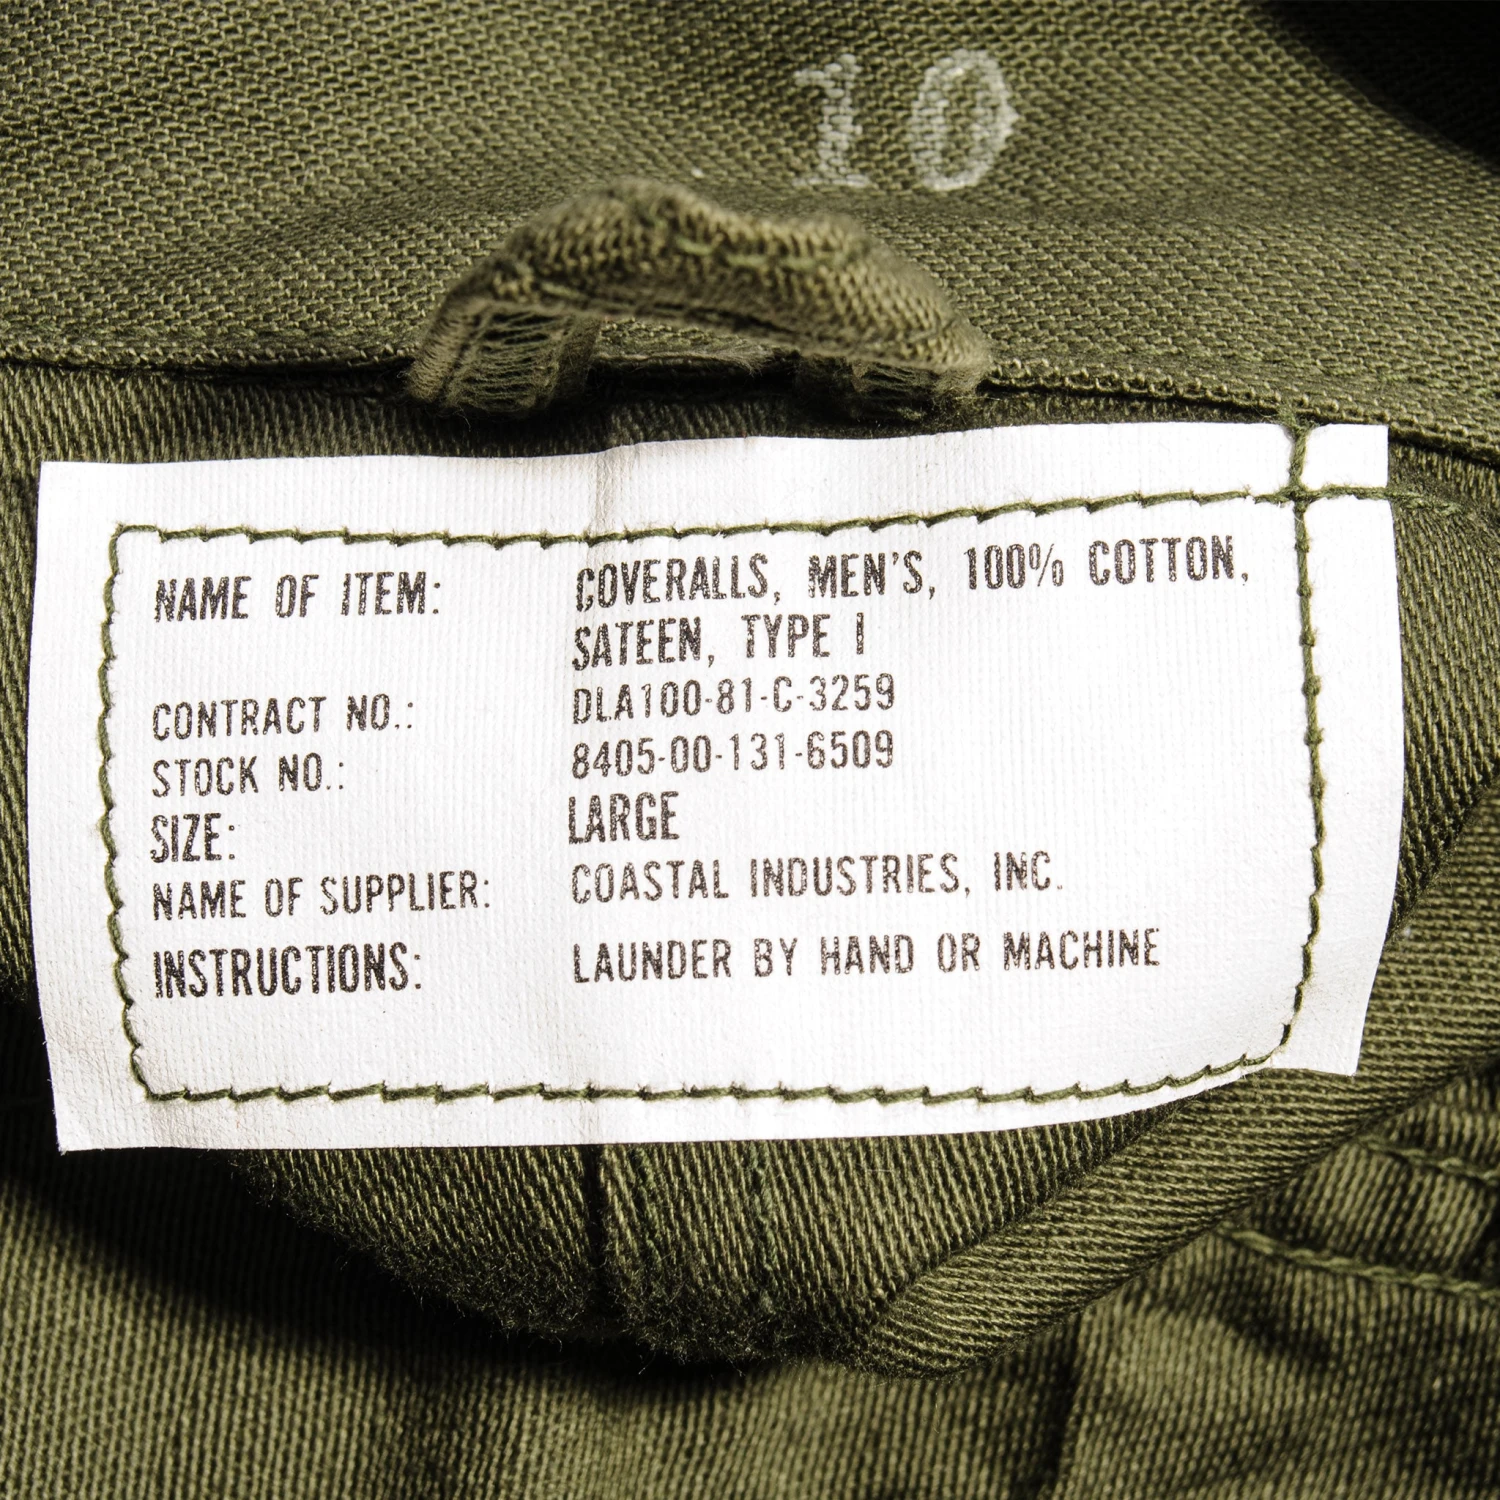 10
NAME OF ITEM: COVERALLS, MEN'S, 100% COTTON,
SATEEN, TYPE I
CONTRACT NO.: DLA100-81-C-3259
STOCK NO.: 8405-00-131-6509
SIZE: LARGE
NAME OF SUPPLIER: COASTAL INDUSTRIES, INC.
INSTRUCTIONS: LAUNDER BY HAND OR MACHINE